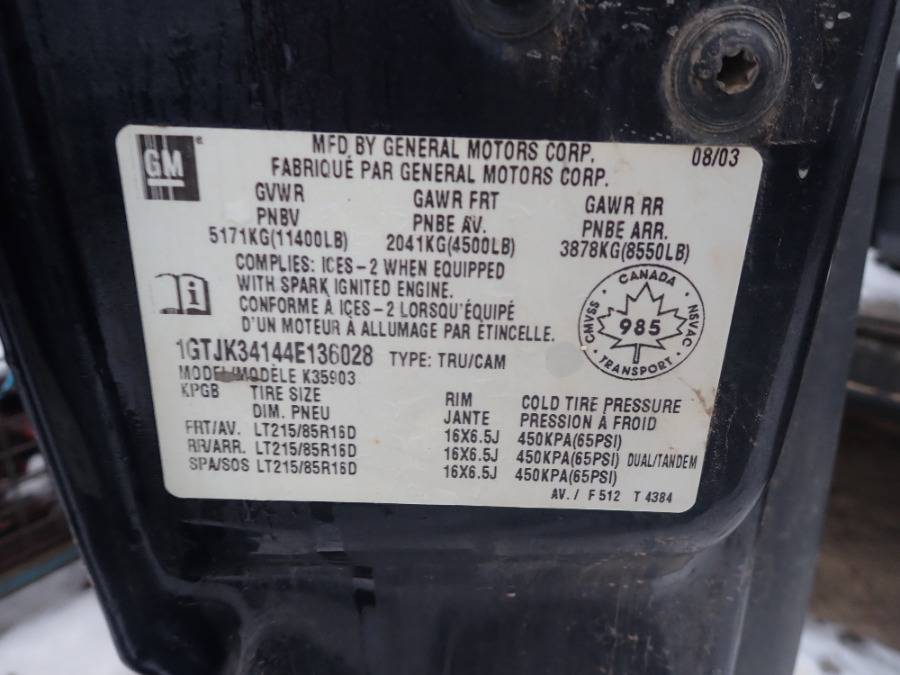 GM
MFD BY GENERAL MOTORS CORP. 08/03
FABRIQUÉ PAR GENERAL MOTORS CORP.
GVWR GAWR FRT GAWR RR
PNBV PNBE AV. PNBE ARR.
5171KG(11400LB) 2041KG(4500LB) 3878KG(8550LB)
COMPLIES: ICES-2 WHEN EQUIPPED
WITH SPARK IGNITED ENGINE.
CONFORME À ICES-2 LORSQU'ÉQUIPÉ
D'UN MOTEUR À ALLUMAGE PAR ÉTINCELLE.
CANADA
CMVSS 985 NSVAC
TRANSPORT
1GTJK34144E136028 TYPE: TRU/CAM
MODEL/MODÈLE K35903
KPGB TIRE SIZE RIM COLD TIRE PRESSURE
DIM. PNEU JANTE PRESSION À FROID
FRT/AV. LT215/85R16D 16X6.5J 450KPA(65PSI)
RR/ARR. LT215/85R16D 16X6.5J 450KPA(65PSI) DUAL/TANDEM
SPA/SOS LT215/85R16D 16X6.5J 450KPA(65PSI)
AV./ F512 T4384